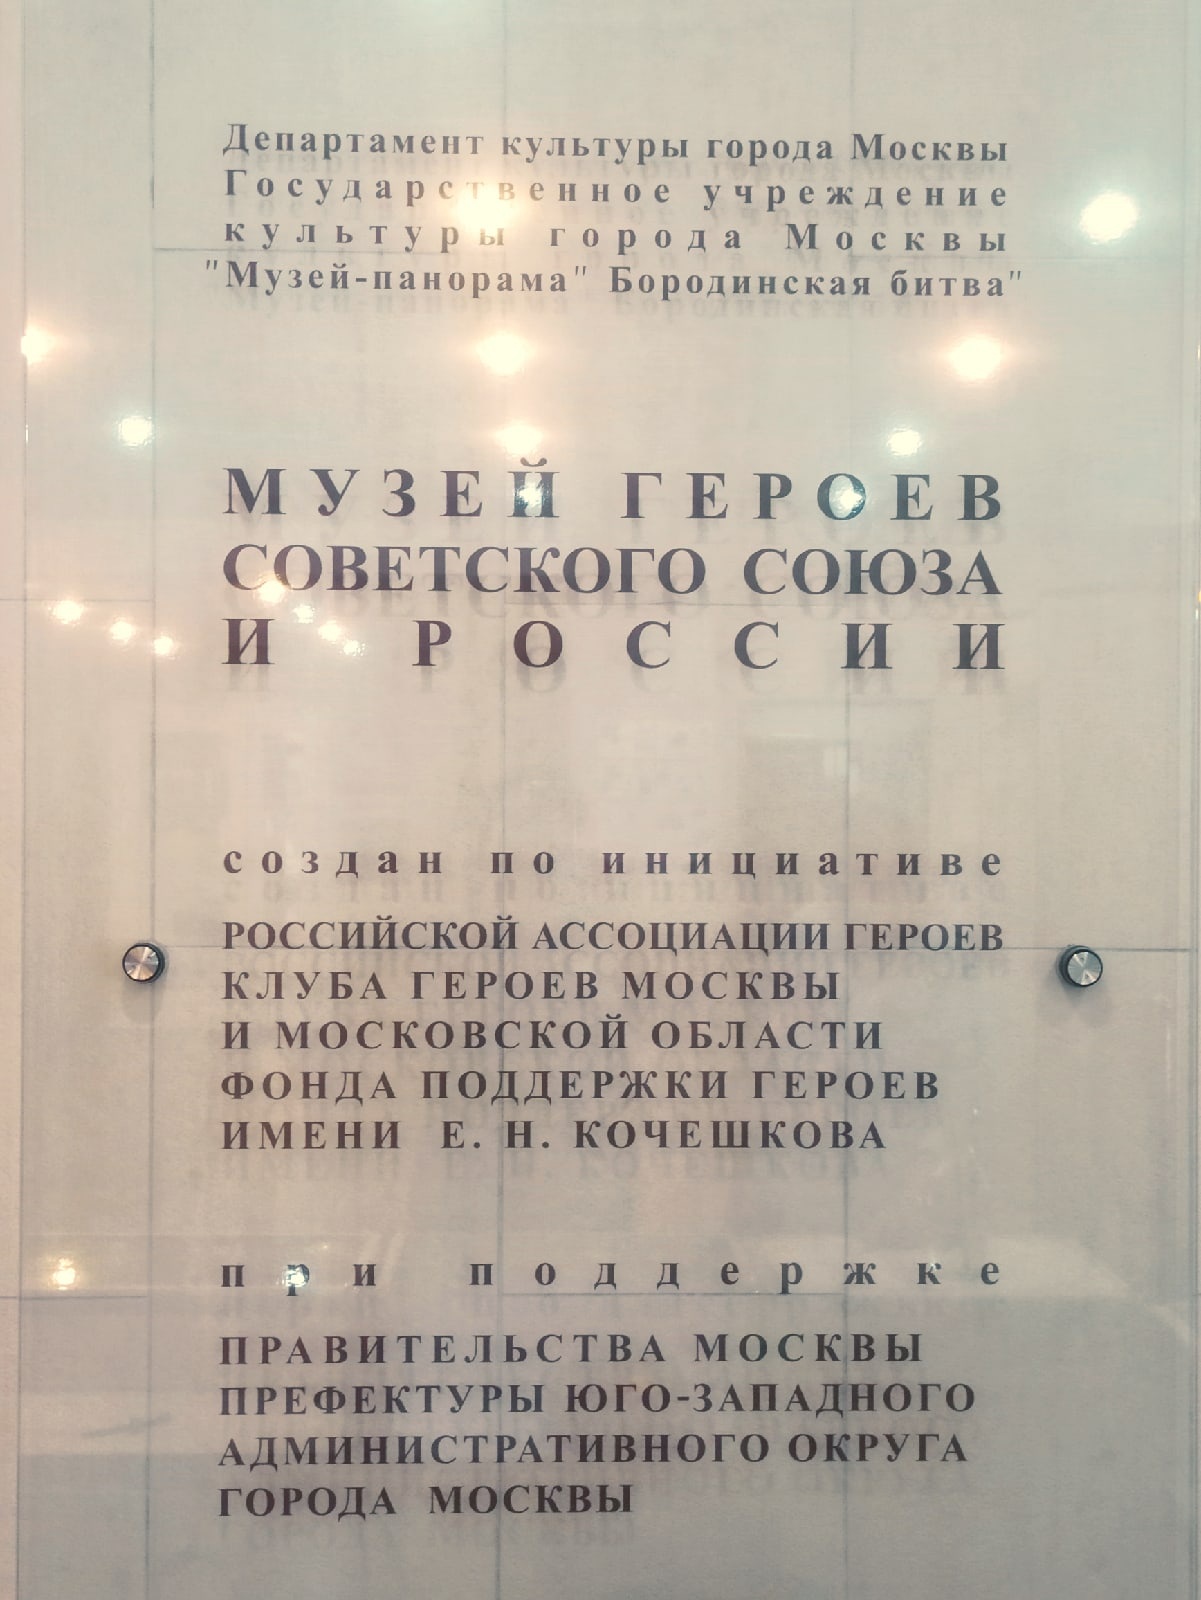 Департамент культуры города Москвы
Государственное учреждение
культуры города Москвы
"Музей-панорама" Бородинская битва"
МУЗЕЙ ГЕРОЕВ
СОВЕТСКОГО СОЮЗА
И РОССИИ
создан по инициативе
РОССИЙСКОЙ АССОЦИАЦИИ ГЕРОЕВ
КЛУБА ГЕРОЕВ МОСКВЫ
И МОСКОВСКОЙ ОБЛАСТИ
ФОНДА ПОДДЕРЖКИ ГЕРОЕВ
ИМЕНИ Е. Н. КОЧЕШКОВА
при поддержке
ПРАВИТЕЛЬСТВА МОСКВЫ
ПРЕФЕКТУРЫ ЮГО-ЗАПАДНОГО
АДМИНИСТРАТИВНОГО ОКРУГА
ГОРОДА МОСКВЫ